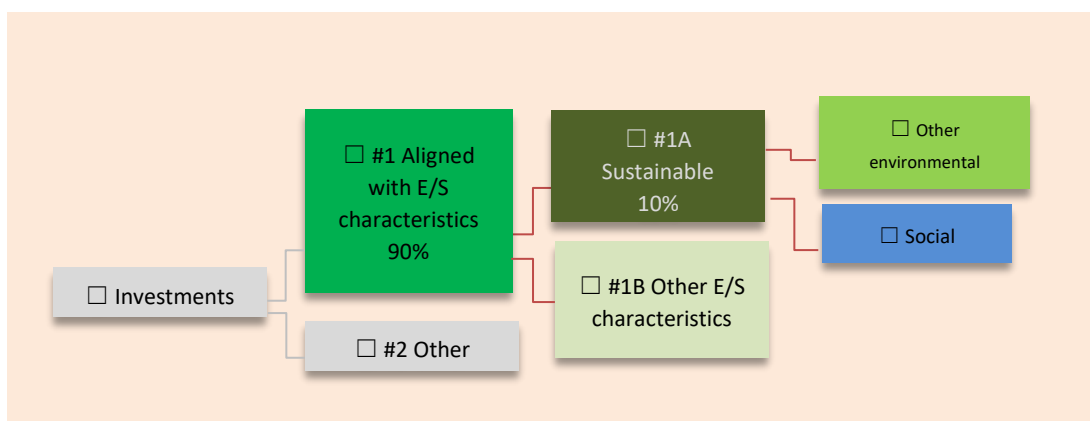 ☐ Investments
☐ #1 Aligned
with E/S
characteristics
90%
☐ #2 Other
☐ #1A
Sustainable
10%
☐ #1B Other E/S
characteristics
☐ Other
environmental
☐ Social